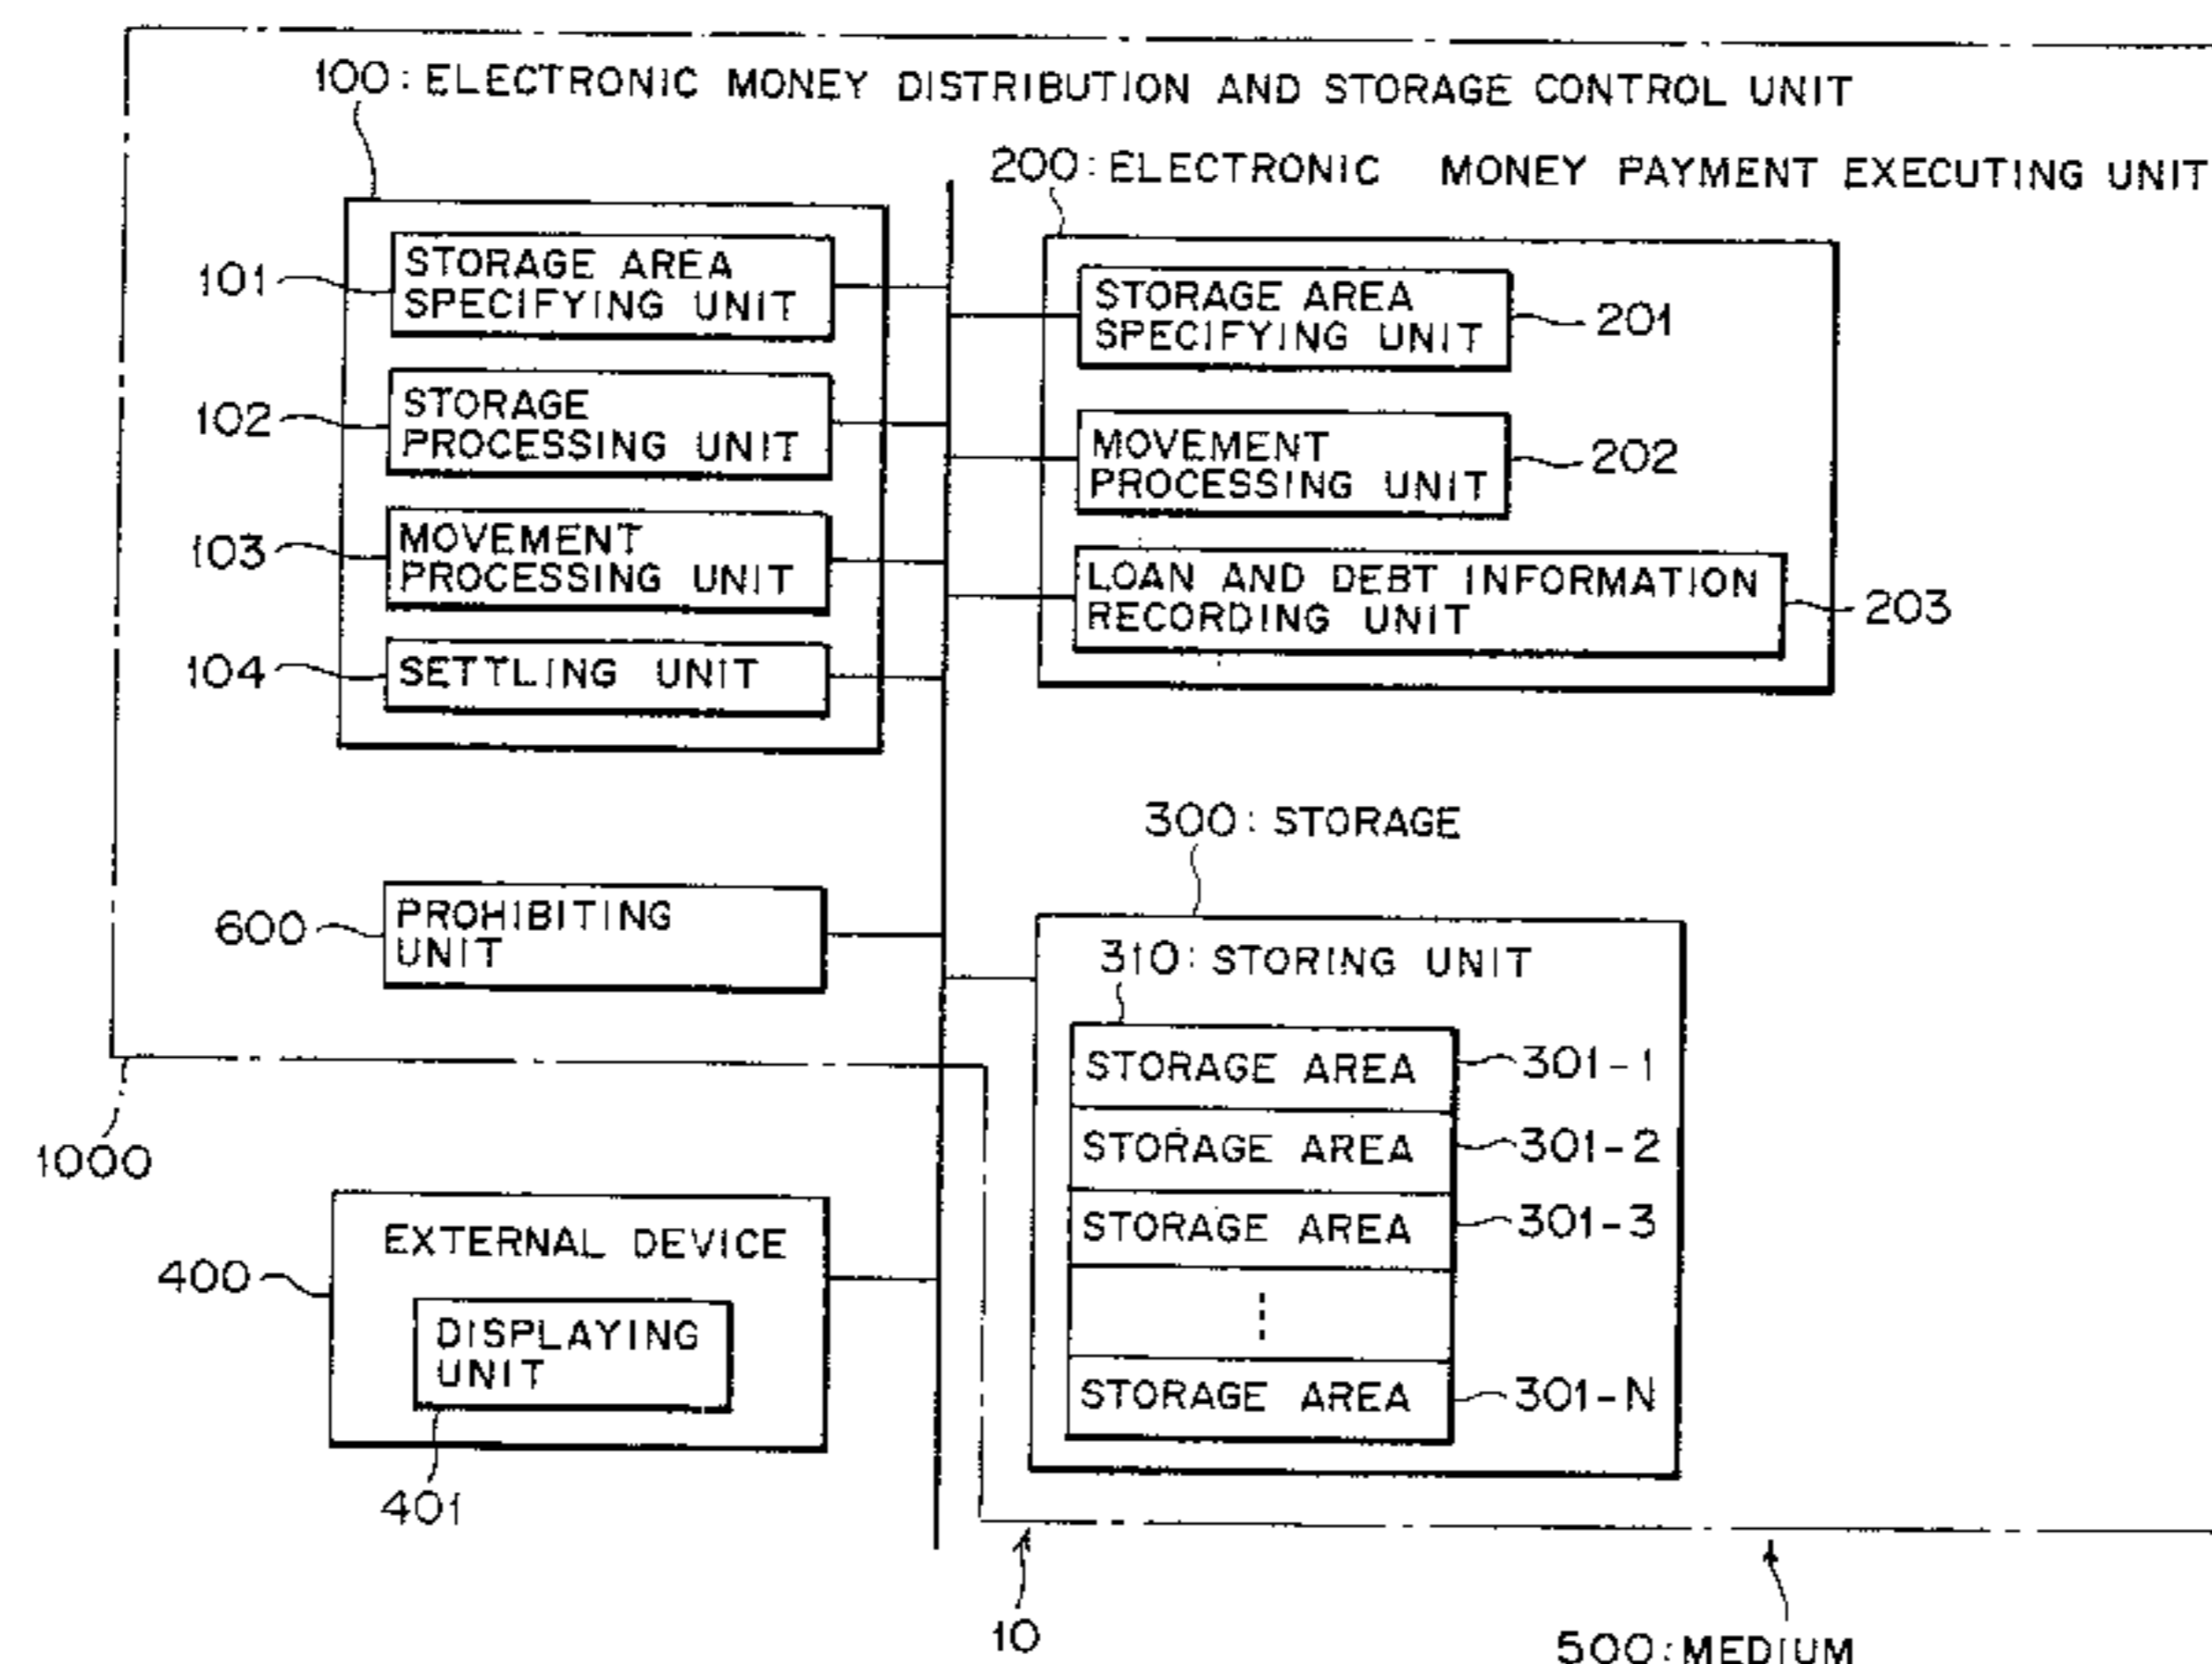 100: ELECTRONIC MONEY DISTRIBUTION AND STORAGE CONTROL UNIT
200: ELECTRONIC MONEY PAYMENT EXECUTING UNIT
101
STORAGE AREA
SPECIFYING UNIT
102
STORAGE
PROCESSING UNIT
103
MOVEMENT
PROCESSING UNIT
104
SETTLING UNIT
STORAGE AREA
SPECIFYING UNIT
201
MOVEMENT
PROCESSING UNIT
202
LOAN AND DEBT INFORMATION
RECORDING UNIT
203
600
PROHIBITING
UNIT
300: STORAGE
310: STORING UNIT
STORAGE AREA
301-1
STORAGE AREA
301-2
STORAGE AREA
301-3
STORAGE AREA
301-N
1000
400
EXTERNAL DEVICE
DISPLAYING
UNIT
401
10
500: MEDIUM